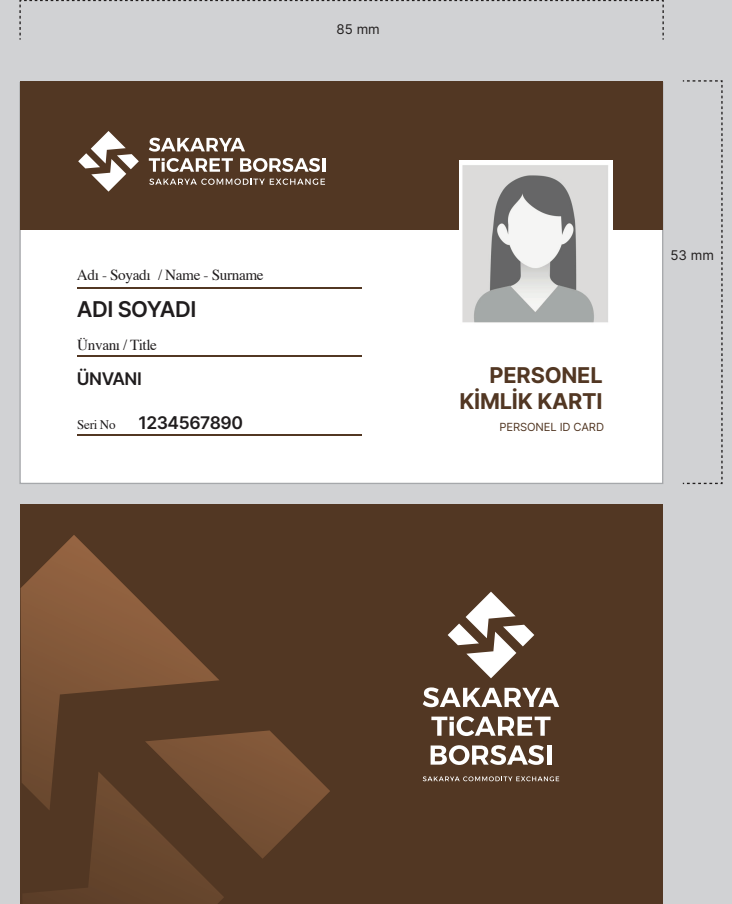 85 mm
SAKARYA
TiCARET BORSASI
SAKARYA COMMODITY EXCHANGE
53 mm
Adı - Soyadı / Name - Surname
ADI SOYADI
Ünvanı / Title
ÜNVANI
Seri No 1234567890
PERSONEL
KİMLİK KARTI
PERSONEL ID CARD
SAKARYA
TiCARET
BORSASI
SAKARYA COMMODITY EXCHANGE